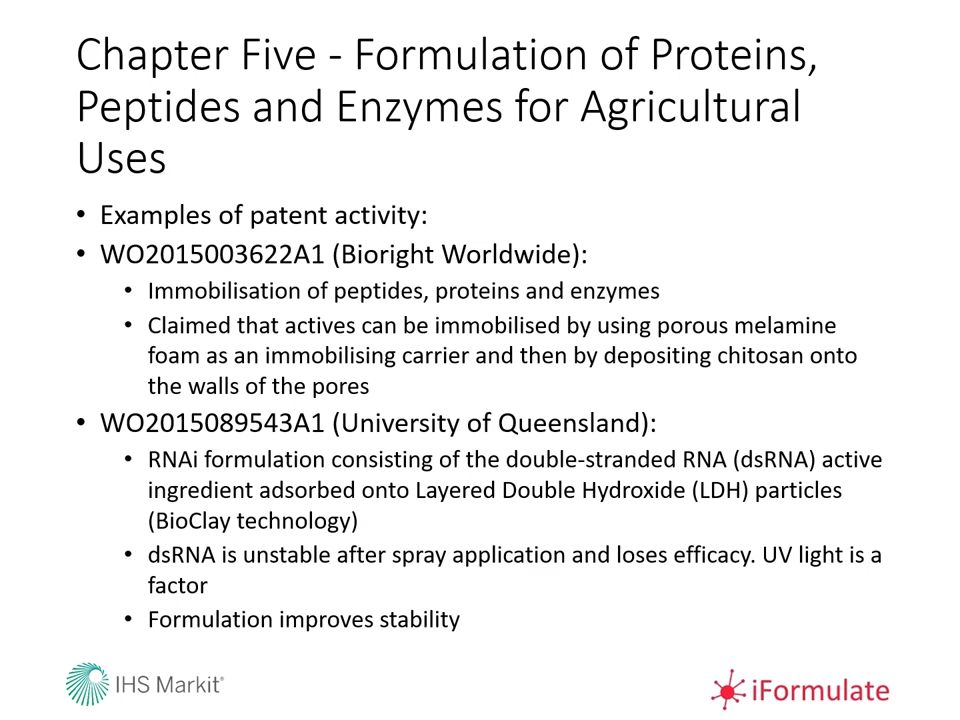 Chapter Five - Formulation of Proteins,
Peptides and Enzymes for Agricultural
Uses
• Examples of patent activity:
• WO2015003622A1 (Bioright Worldwide):
• Immobilisation of peptides, proteins and enzymes
• Claimed that actives can be immobilised by using porous melamine
foam as an immobilising carrier and then by depositing chitosan onto
the walls of the pores
• WO2015089543A1 (University of Queensland):
• RNAi formulation consisting of the double-stranded RNA (dsRNA) active
ingredient adsorbed onto Layered Double Hydroxide (LDH) particles
(BioClay technology)
• dsRNA is unstable after spray application and loses efficacy. UV light is a
factor
• Formulation improves stability
IHS Markit®
iFormulate